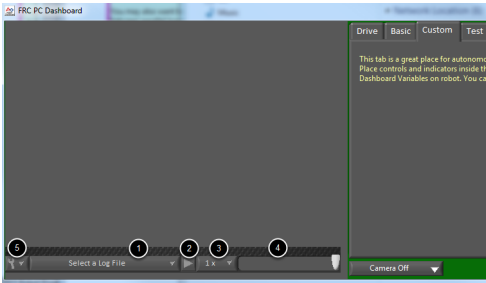 FRC PC Dashboard
Drive Basic Custom Test
This tab is a great place for autonomo
Place controls and indicators inside th
Dashboard Variables on robot. You ca
5 1 2 3 4
Select a Log File 1 x
Camera Off